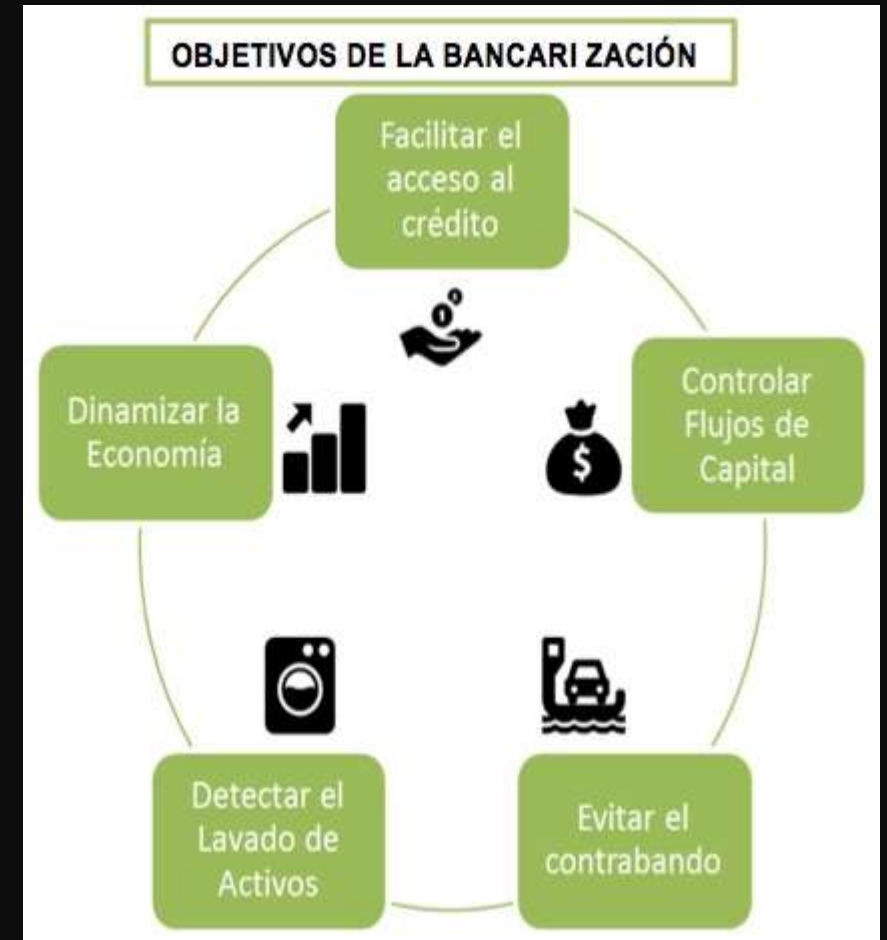 OBJETIVOS DE LA BANCARI ZACIÓN
Facilitar el
acceso al
crédito
Controlar
Flujos de
Capital
$
Evitar el
contrabando
Detectar el
Lavado de
Activos
Dinamizar la
Economía